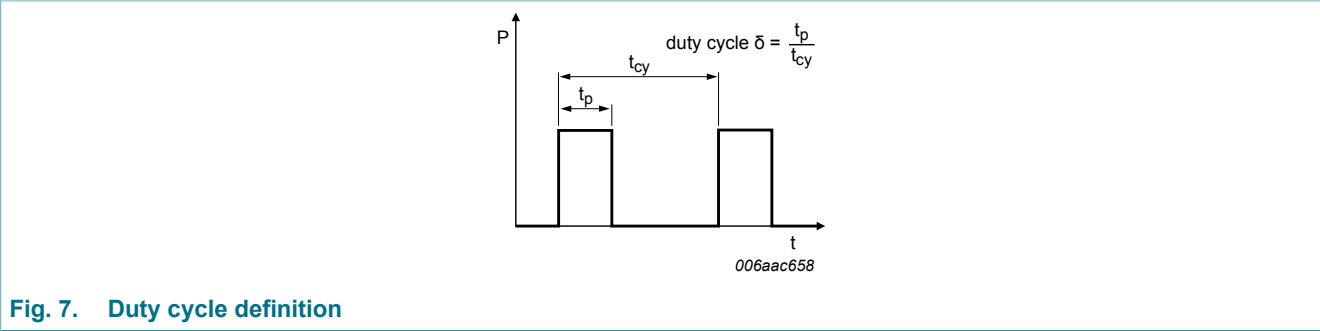 P
duty cycle δ = tp/tcy
tcy
tp
t
006aac658
Fig. 7. Duty cycle definition